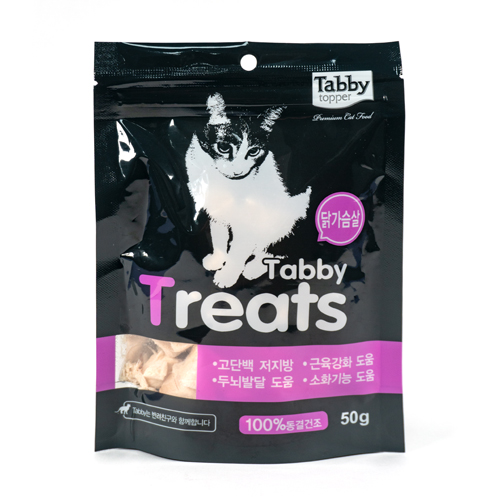 Tabby
topper
Premium Cat Food
닭가슴살
Tabby
Treats
• 고단백 저지방 • 근육강화 도움
• 두뇌발달 도움 • 소화기능 도움
Tabby는 반려친구와 함께합니다
100%동결건조 50g